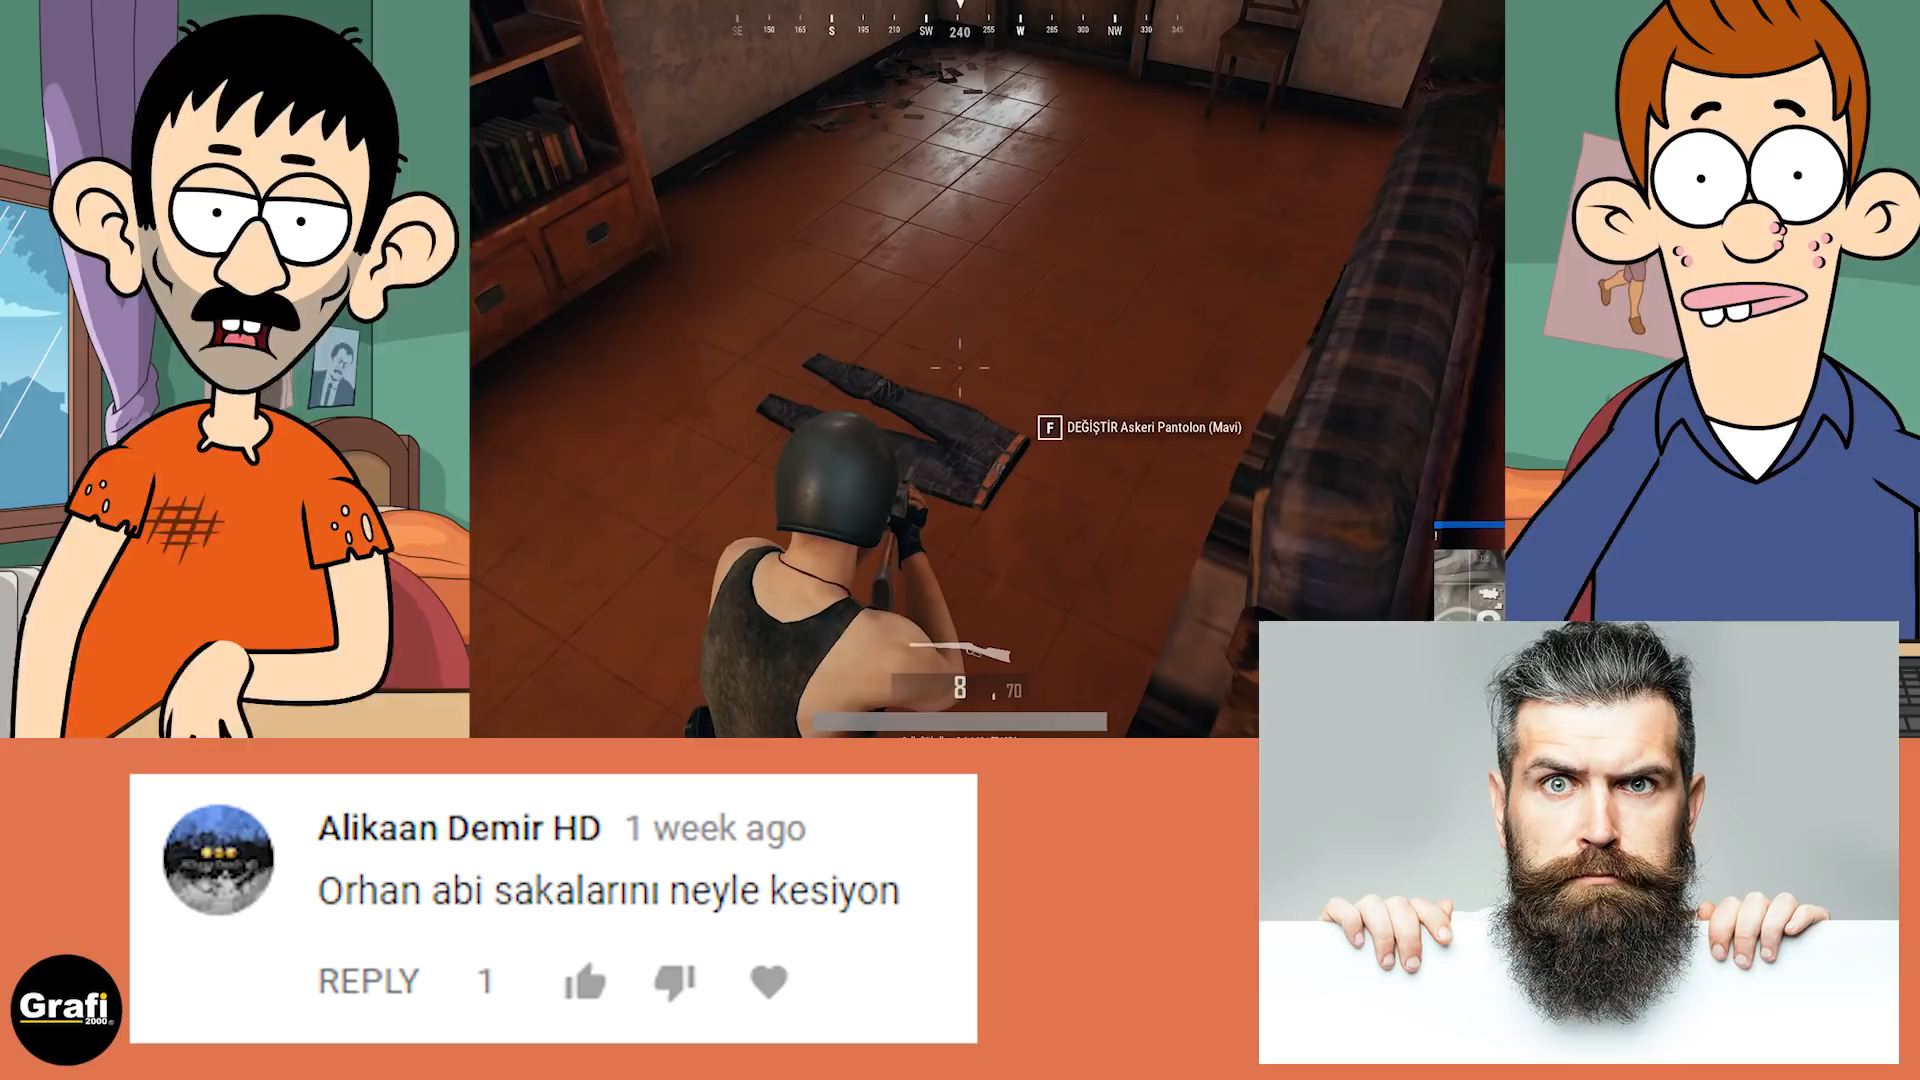 SE 150 165 S 195 210 SW 240 255 W 285 300 NW 330 345
F DEĞİŞTİR Askeri Pantolon (Mavi)
8 70
Alikaan Demir HD 1 week ago
Orhan abi sakalarını neyle kesiyon
REPLY 1
Grafi
2000